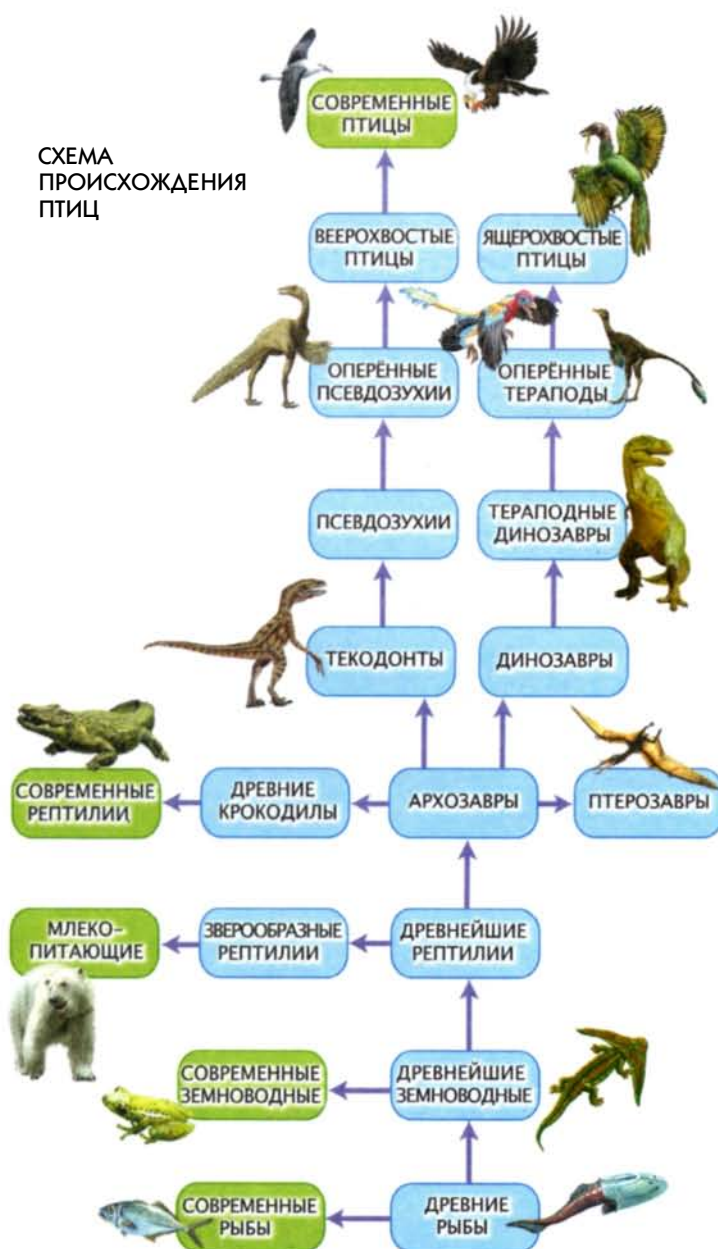 СОВРЕМЕННЫЕ
ПТИЦЫ
СХЕМА
ПРОИСХОЖДЕНИЯ
ПТИЦ
ВЕЕРОХВОСТЫЕ
ПТИЦЫ
ЯЩЕРОХВОСТЫЕ
ПТИЦЫ
ОПЕРЁННЫЕ
ПСЕВДОЗУХИИ
ОПЕРЁННЫЕ
ТЕРАПОДЫ
ПСЕВДОЗУХИИ
ТЕРАПОДНЫЕ
ДИНОЗАВРЫ
ТЕКОДОНТЫ
ДИНОЗАВРЫ
СОВРЕМЕННЫЕ
РЕПТИЛИИ
ДРЕВНИЕ
КРОКОДИЛЫ
АРХОЗАВРЫ
ПТЕРОЗАВРЫ
МЛЕКО-
ПИТАЮЩИЕ
ЗВЕРООБРАЗНЫЕ
РЕПТИЛИИ
ДРЕВНЕЙШИЕ
РЕПТИЛИИ
СОВРЕМЕННЫЕ
ЗЕМНОВОДНЫЕ
ДРЕВНЕЙШИЕ
ЗЕМНОВОДНЫЕ
СОВРЕМЕННЫЕ
РЫБЫ
ДРЕВНИЕ
РЫБЫ